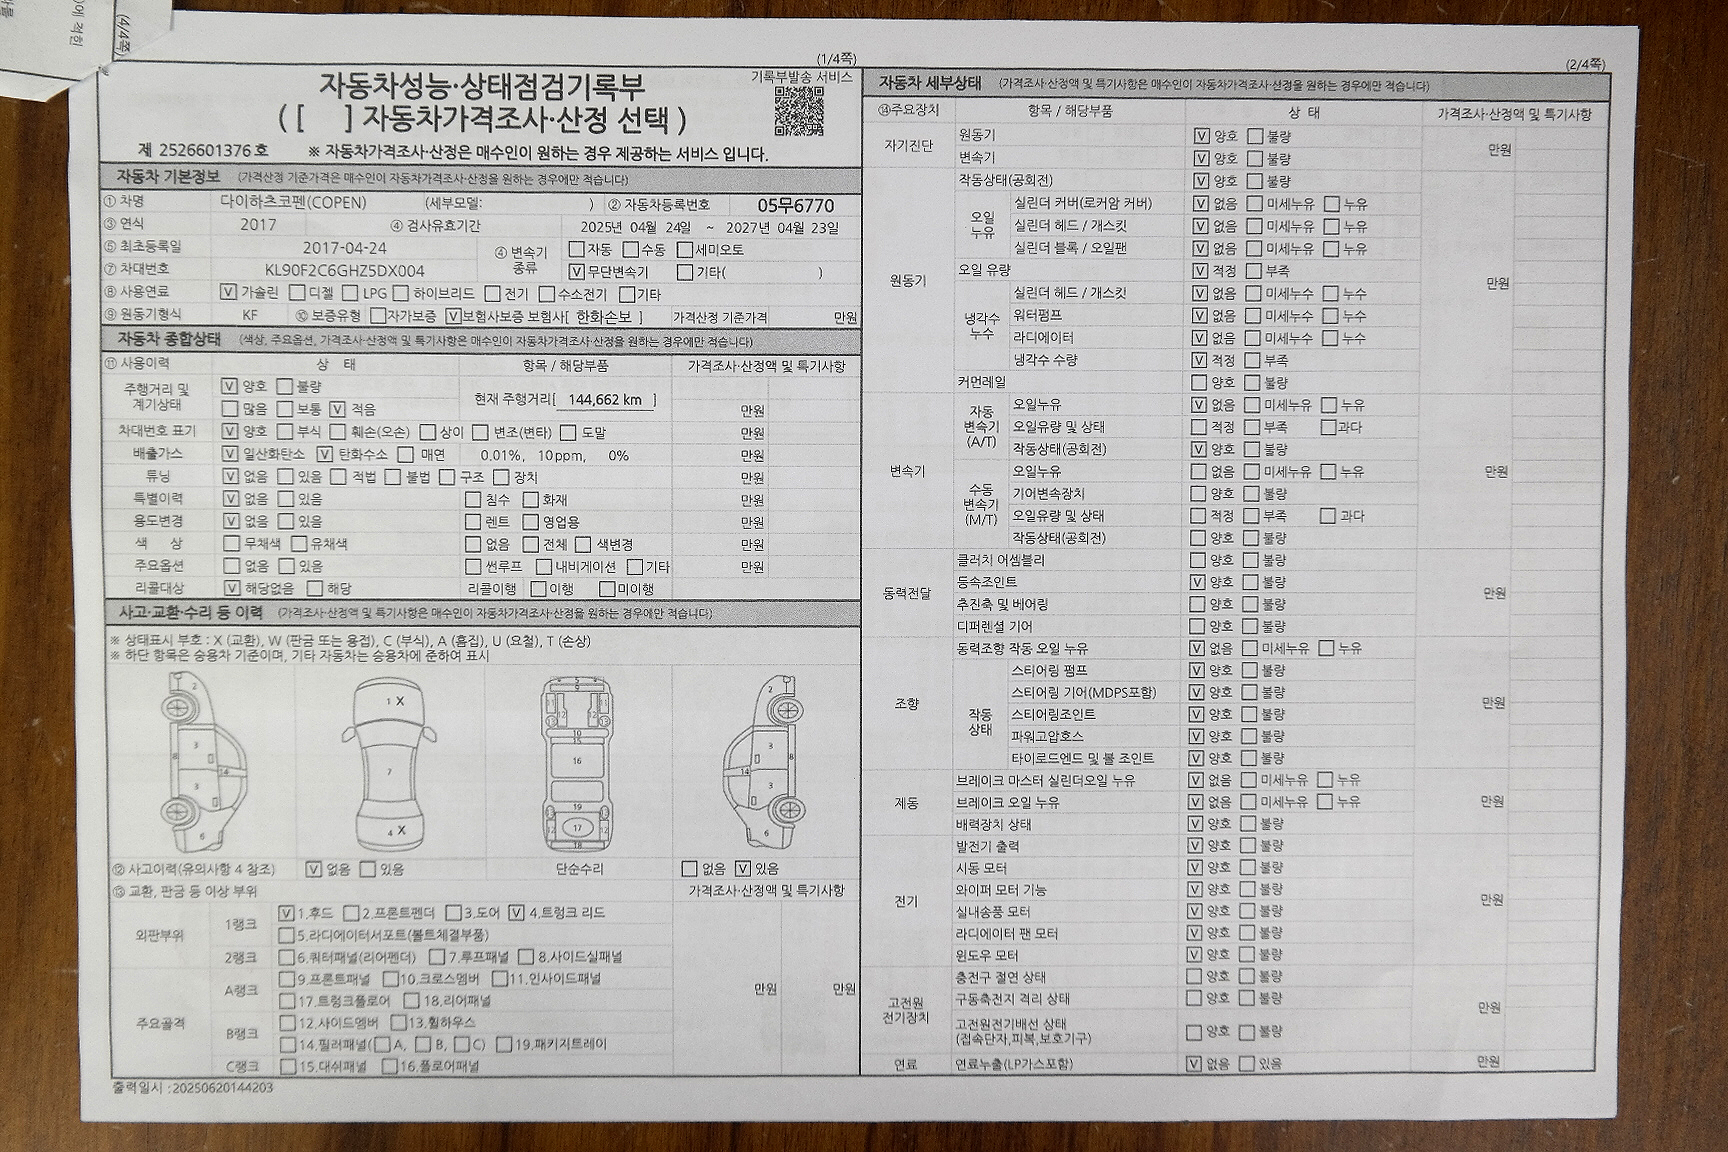 에 적힌
(4/4쪽)
(1/4쪽)
자동차성능·상태점검기록부
기록부발송 서비스
( [ ] 자동차가격조사·산정 선택 )
제 2526601376 호 ※ 자동차가격조사·산정은 매수인이 원하는 경우 제공하는 서비스 입니다.
자동차 기본정보 (가격산정 기준가격은 매수인이 자동차가격조사·산정을 원하는 경우에만 적습니다)
① 차명 다이하츠코펜(COPEN) (세부모델: ) ② 자동차등록번호 05무6770
③ 연식 2017 ④ 검사유효기간 2025년 04월 24일 ~ 2027년 04월 23일
⑤ 최초등록일 2017-04-24 ④ 변속기 종류 자동 수동 세미오토
⑦ 차대번호 KL90F2C6GHZ5DX004 V 무단변속기 기타( )
⑧ 사용연료 V 가솔린 디젤 LPG 하이브리드 전기 수소전기 기타
⑨ 원동기형식 KF ⑩ 보증유형 자가보증 V 보험사보증 보험사[ 한화손보 ] 가격산정 기준가격 만원
자동차 종합상태 (색상, 주요옵션, 가격조사·산정액 및 특기사항은 매수인이 자동차가격조사·산정을 원하는 경우에만 적습니다)
⑪ 사용이력 상 태 항목 / 해당부품 가격조사·산정액 및 특기사항
주행거리 및 계기상태 V 양호 불량 현재 주행거리[ 144,662 km ]
많음 보통 V 적음 만원
차대번호 표기 V 양호 부식 훼손(오손) 상이 변조(변타) 도말 만원
배출가스 V 일산화탄소 V 탄화수소 매연 0.01%, 10ppm, 0% 만원
튜닝 V 없음 있음 적법 불법 구조 장치 만원
특별이력 V 없음 있음 침수 화재 만원
용도변경 V 없음 있음 렌트 영업용 만원
색 상 무채색 유채색 없음 전체 색변경 만원
주요옵션 없음 있음 썬루프 내비게이션 기타 만원
리콜대상 V 해당없음 해당 리콜이행 이행 미이행
사고·교환·수리 등 이력 (가격조사·산정액 및 특기사항은 매수인이 자동차가격조사·산정을 원하는 경우에만 적습니다)
※ 상태표시 부호 : X (교환), W (판금 또는 용접), C (부식), A (흠집), U (요철), T (손상)
※ 하단 항목은 승용차 기준이며, 기타 자동차는 승용차에 준하여 표시
2 3 8 14 3 6
1 X 7 4 X
5 9 11 11 12 12 13 13 10 15 16 19 12 12 17 18
2 3 8 14 3 6
⑫ 사고이력(유의사항 4 참조) V 없음 있음 단순수리 없음 V 있음
⑬ 교환, 판금 등 이상 부위 가격조사·산정액 및 특기사항
외판부위 1랭크 V 1.후드 2.프론트펜더 3.도어 V 4.트렁크 리드
5.라디에이터서포트(볼트체결부품)
2랭크 6.쿼터패널(리어펜더) 7.루프패널 8.사이드실패널
주요골격 A랭크 9.프론트패널 10.크로스멤버 11.인사이드패널
17.트렁크플로어 18.리어패널 만원 만원
B랭크 12.사이드멤버 13.휠하우스
14.필러패널( A, B, C) 19.패키지트레이
C랭크 15.대쉬패널 16.플로어패널
출력일시 : 20250620144203
(2/4쪽)
자동차 세부상태 (가격조사·산정액 및 특기사항은 매수인이 자동차가격조사·산정을 원하는 경우에만 적습니다)
⑭주요장치 항목 / 해당부품 상 태 가격조사·산정액 및 특기사항
자기진단 원동기 V 양호 불량 만원
변속기 V 양호 불량
원동기 작동상태(공회전) V 양호 불량 만원
오일 누유 실린더 커버(로커암 커버) V 없음 미세누유 누유
실린더 헤드 / 개스킷 V 없음 미세누유 누유
실린더 블록 / 오일팬 V 없음 미세누유 누유
오일 유량 V 적정 부족
냉각수 누수 실린더 헤드 / 개스킷 V 없음 미세누수 누수
워터펌프 V 없음 미세누수 누수
라디에이터 V 없음 미세누수 누수
냉각수 수량 V 적정 부족
커먼레일 양호 불량
변속기 자동 변속기 (A/T) 오일누유 V 없음 미세누유 누유 만원
오일유량 및 상태 적정 부족 과다
작동상태(공회전) V 양호 불량
수동 변속기 (M/T) 오일누유 없음 미세누유 누유
기어변속장치 양호 불량
오일유량 및 상태 적정 부족 과다
작동상태(공회전) 양호 불량
동력전달 클러치 어셈블리 양호 불량 만원
등속조인트 V 양호 불량
추진축 및 베어링 양호 불량
디퍼렌셜 기어 양호 불량
조향 동력조향 작동 오일 누유 V 없음 미세누유 누유 만원
작동 상태 스티어링 펌프 V 양호 불량
스티어링 기어(MDPS포함) V 양호 불량
스티어링조인트 V 양호 불량
파워고압호스 V 양호 불량
타이로드엔드 및 볼 조인트 V 양호 불량
제동 브레이크 마스터 실린더오일 누유 V 없음 미세누유 누유 만원
브레이크 오일 누유 V 없음 미세누유 누유
배력장치 상태 V 양호 불량
전기 발전기 출력 V 양호 불량 만원
시동 모터 V 양호 불량
와이퍼 모터 기능 V 양호 불량
실내송풍 모터 V 양호 불량
라디에이터 팬 모터 V 양호 불량
윈도우 모터 V 양호 불량
고전원 전기장치 충전구 절연 상태 양호 불량 만원
구동축전지 격리 상태 양호 불량
고전원전기배선 상태 (접속단자,피복,보호기구) 양호 불량
연료 연료누출(LP가스포함) V 없음 있음 만원